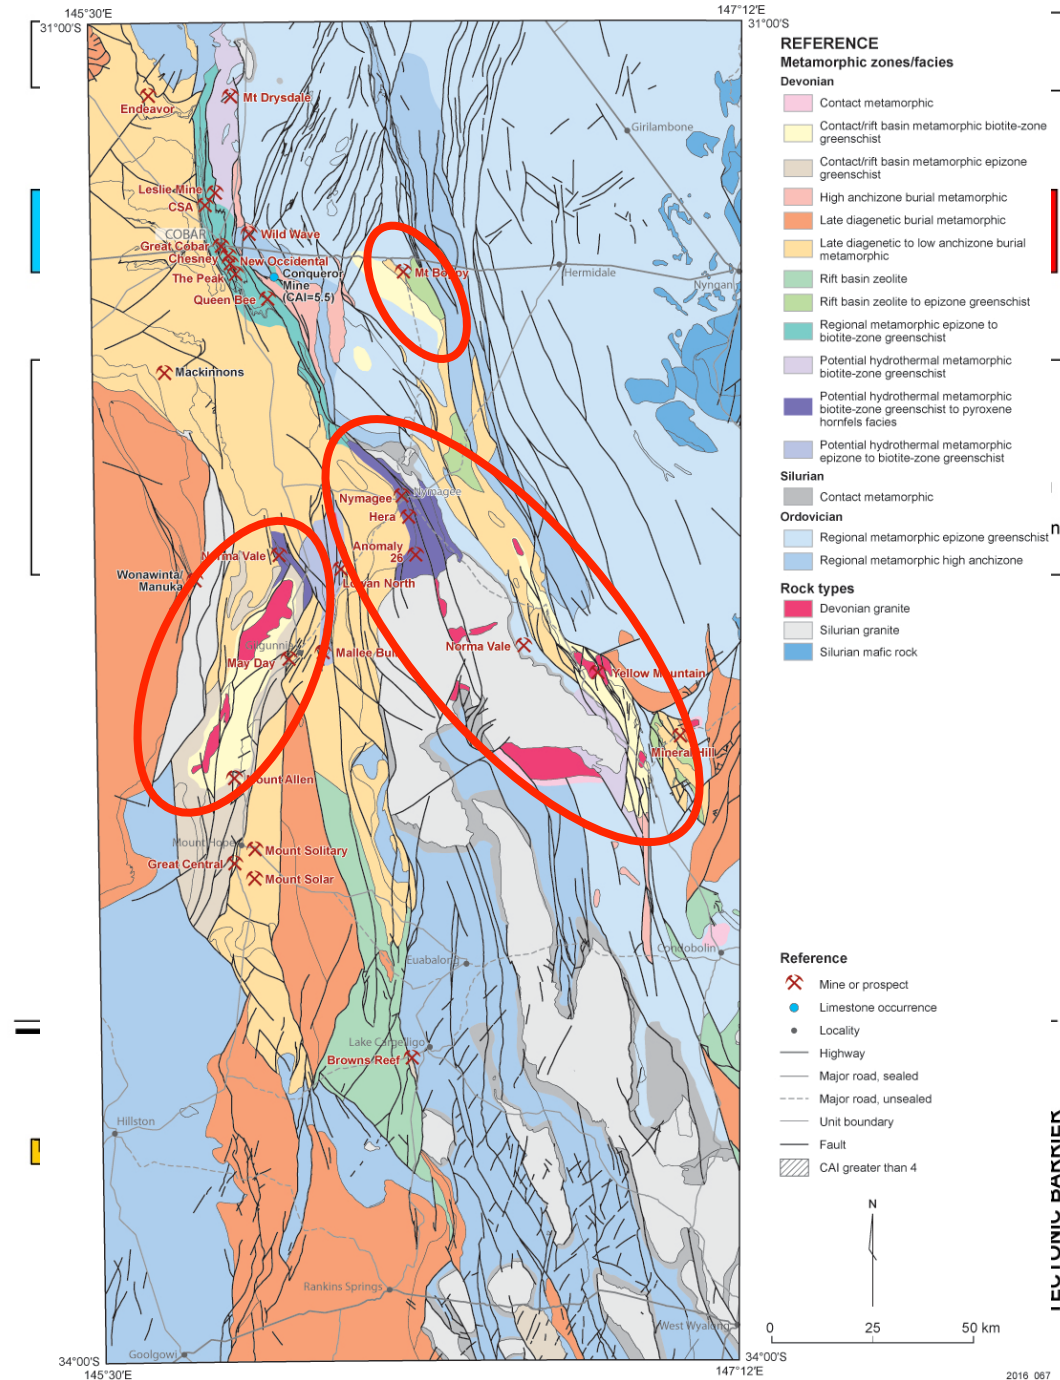 145°30'E
147°12'E
31°00'S
31°00'S
Endeavor
Mt Drysdale
Girilambone
Leslie Mine
CSA
COBAR
Wild Wave
Great Cobar
Chesney
New Occidental
The Peak
Conqueror
Mine
(CAI=5.5)
Queen Bee
Mt Boppy
Hermidale
Nyngan
Mackinnons
Nymagee
Nymagee
Hera
Anomaly
26
Norma Vale
Wonawinta/
Manuka
Lowan North
Norma Vale
May Day
Mallee Bull
Yellow Mountain
Mineral Hill
Mount Allen
Mount Hope
Mount Solitary
Great Central
Mount Solar
Condobolin
Euabalong
Lake Cargelligo
Browns Reef
Hillston
Rankins Springs
West Wyalong
Goolgowi
34°00'S
34°00'S
145°30'E
147°12'E
REFERENCE
Metamorphic zones/facies
Devonian
Contact metamorphic
Contact/rift basin metamorphic biotite-zone
greenschist
Contact/rift basin metamorphic epizone
greenschist
High anchizone burial metamorphic
Late diagenetic burial metamorphic
Late diagenetic to low anchizone burial
metamorphic
Rift basin zeolite
Rift basin zeolite to epizone greenschist
Regional metamorphic epizone to
biotite-zone greenschist
Potential hydrothermal metamorphic
biotite-zone greenschist
Potential hydrothermal metamorphic
biotite-zone greenschist to pyroxene
hornfels facies
Potential hydrothermal metamorphic
epizone to biotite-zone greenschist
Silurian
Contact metamorphic
Ordovician
Regional metamorphic epizone greenschist
Regional metamorphic high anchizone
Rock types
Devonian granite
Silurian granite
Silurian mafic rock
Reference
Mine or prospect
Limestone occurrence
Locality
Highway
Major road, sealed
Major road, unsealed
Unit boundary
Fault
CAI greater than 4
N
0 25 50 km
2016_067
n
TECTONIC BARRIER